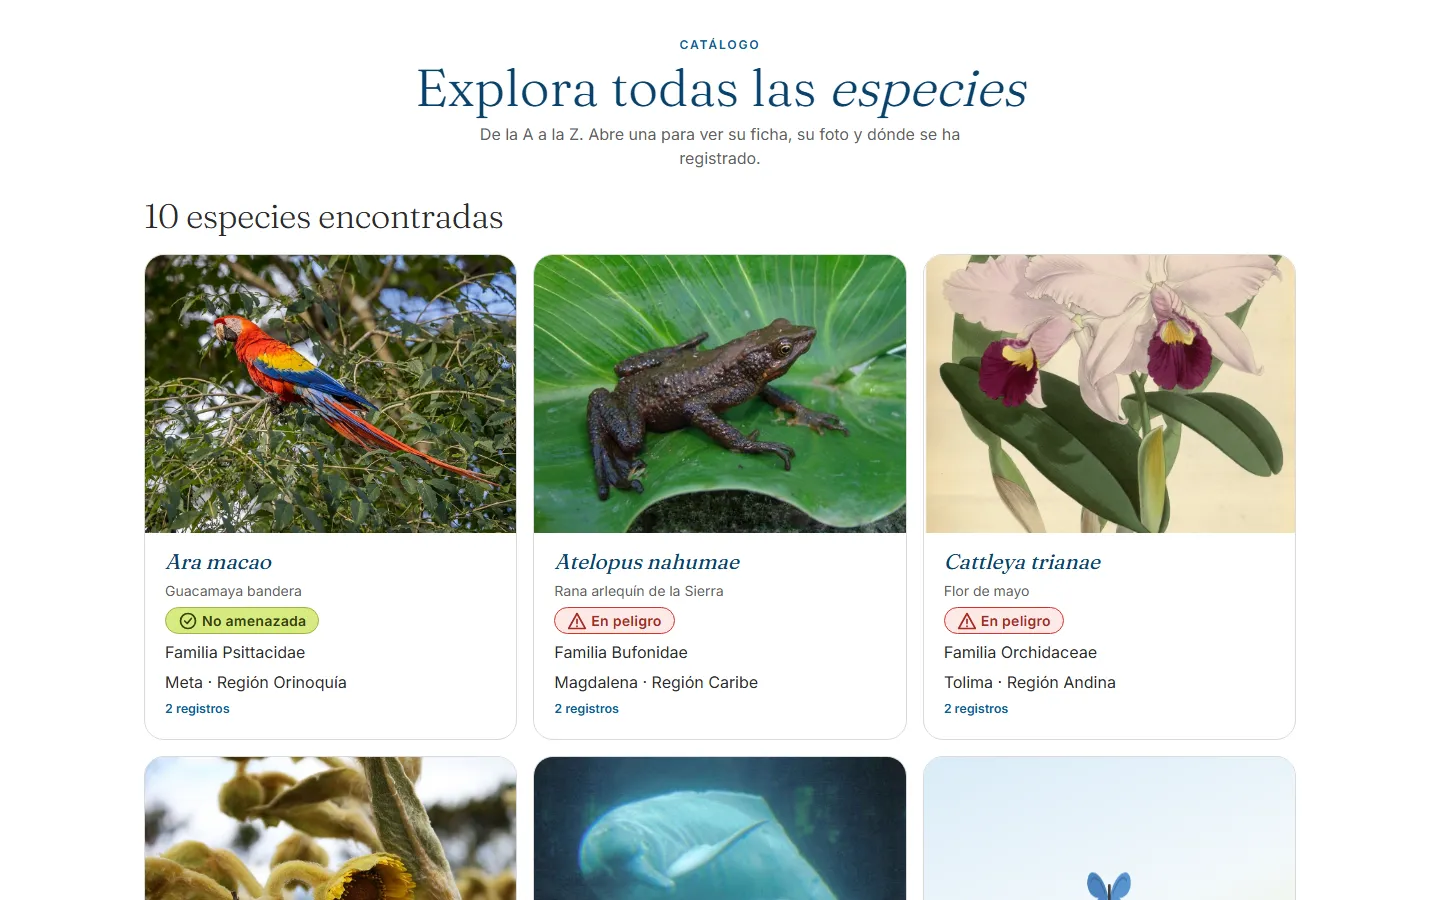 CATÁLOGO
Explora todas las especies
De la A a la Z. Abre una para ver su ficha, su foto y dónde se ha
registrado.
10 especies encontradas
Ara macao
Guacamaya bandera
No amenazada
Familia Psittacidae
Meta · Región Orinoquía
2 registros
Atelopus nahumae
Rana arlequín de la Sierra
En peligro
Familia Bufonidae
Magdalena · Región Caribe
2 registros
Cattleya trianae
Flor de mayo
En peligro
Familia Orchidaceae
Tolima · Región Andina
2 registros